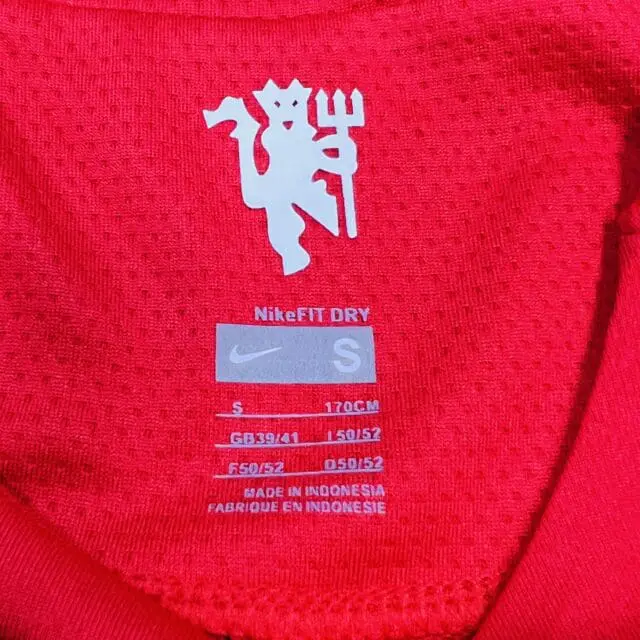 NikeFIT DRY
S
S 170CM
GB39/41 I 50/52
F50/52 D50/52
MADE IN INDONESIA
FABRIQUE EN INDONESIE